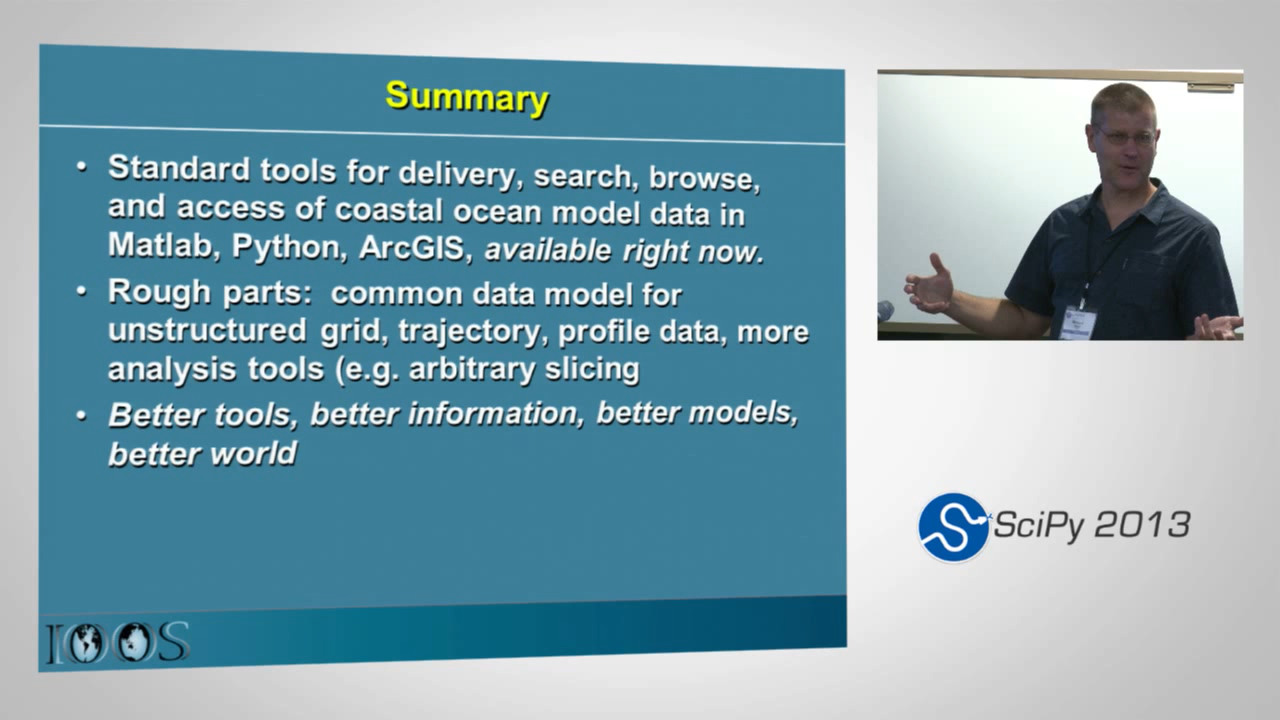 Summary
• Standard tools for delivery, search, browse,
and access of coastal ocean model data in
Matlab, Python, ArcGIS, available right now.
• Rough parts: common data model for
unstructured grid, trajectory, profile data, more
analysis tools (e.g. arbitrary slicing
• Better tools, better information, better models,
better world
IOOS
SciPy 2013